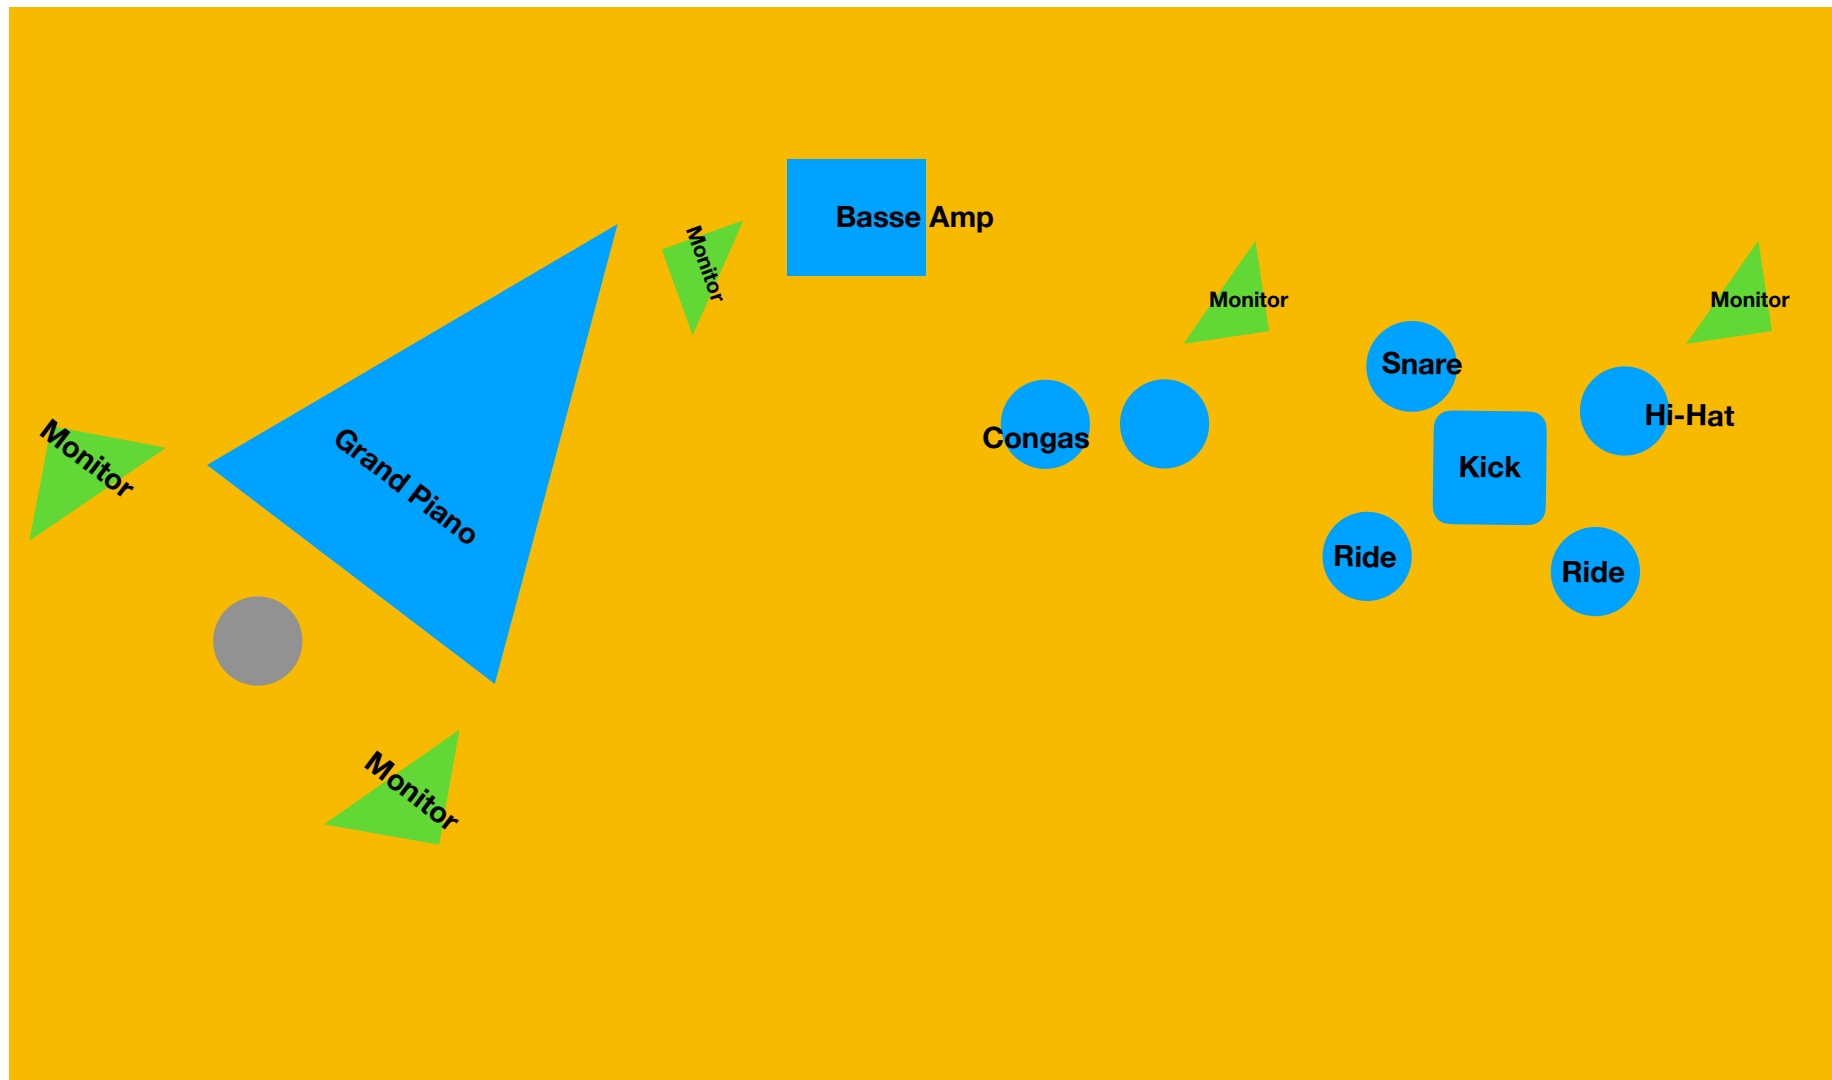 Basse Amp
Monitor
Monitor
Monitor
Snare
Hi-Hat
Congas
Kick
Monitor
Grand Piano
Ride
Ride
Monitor